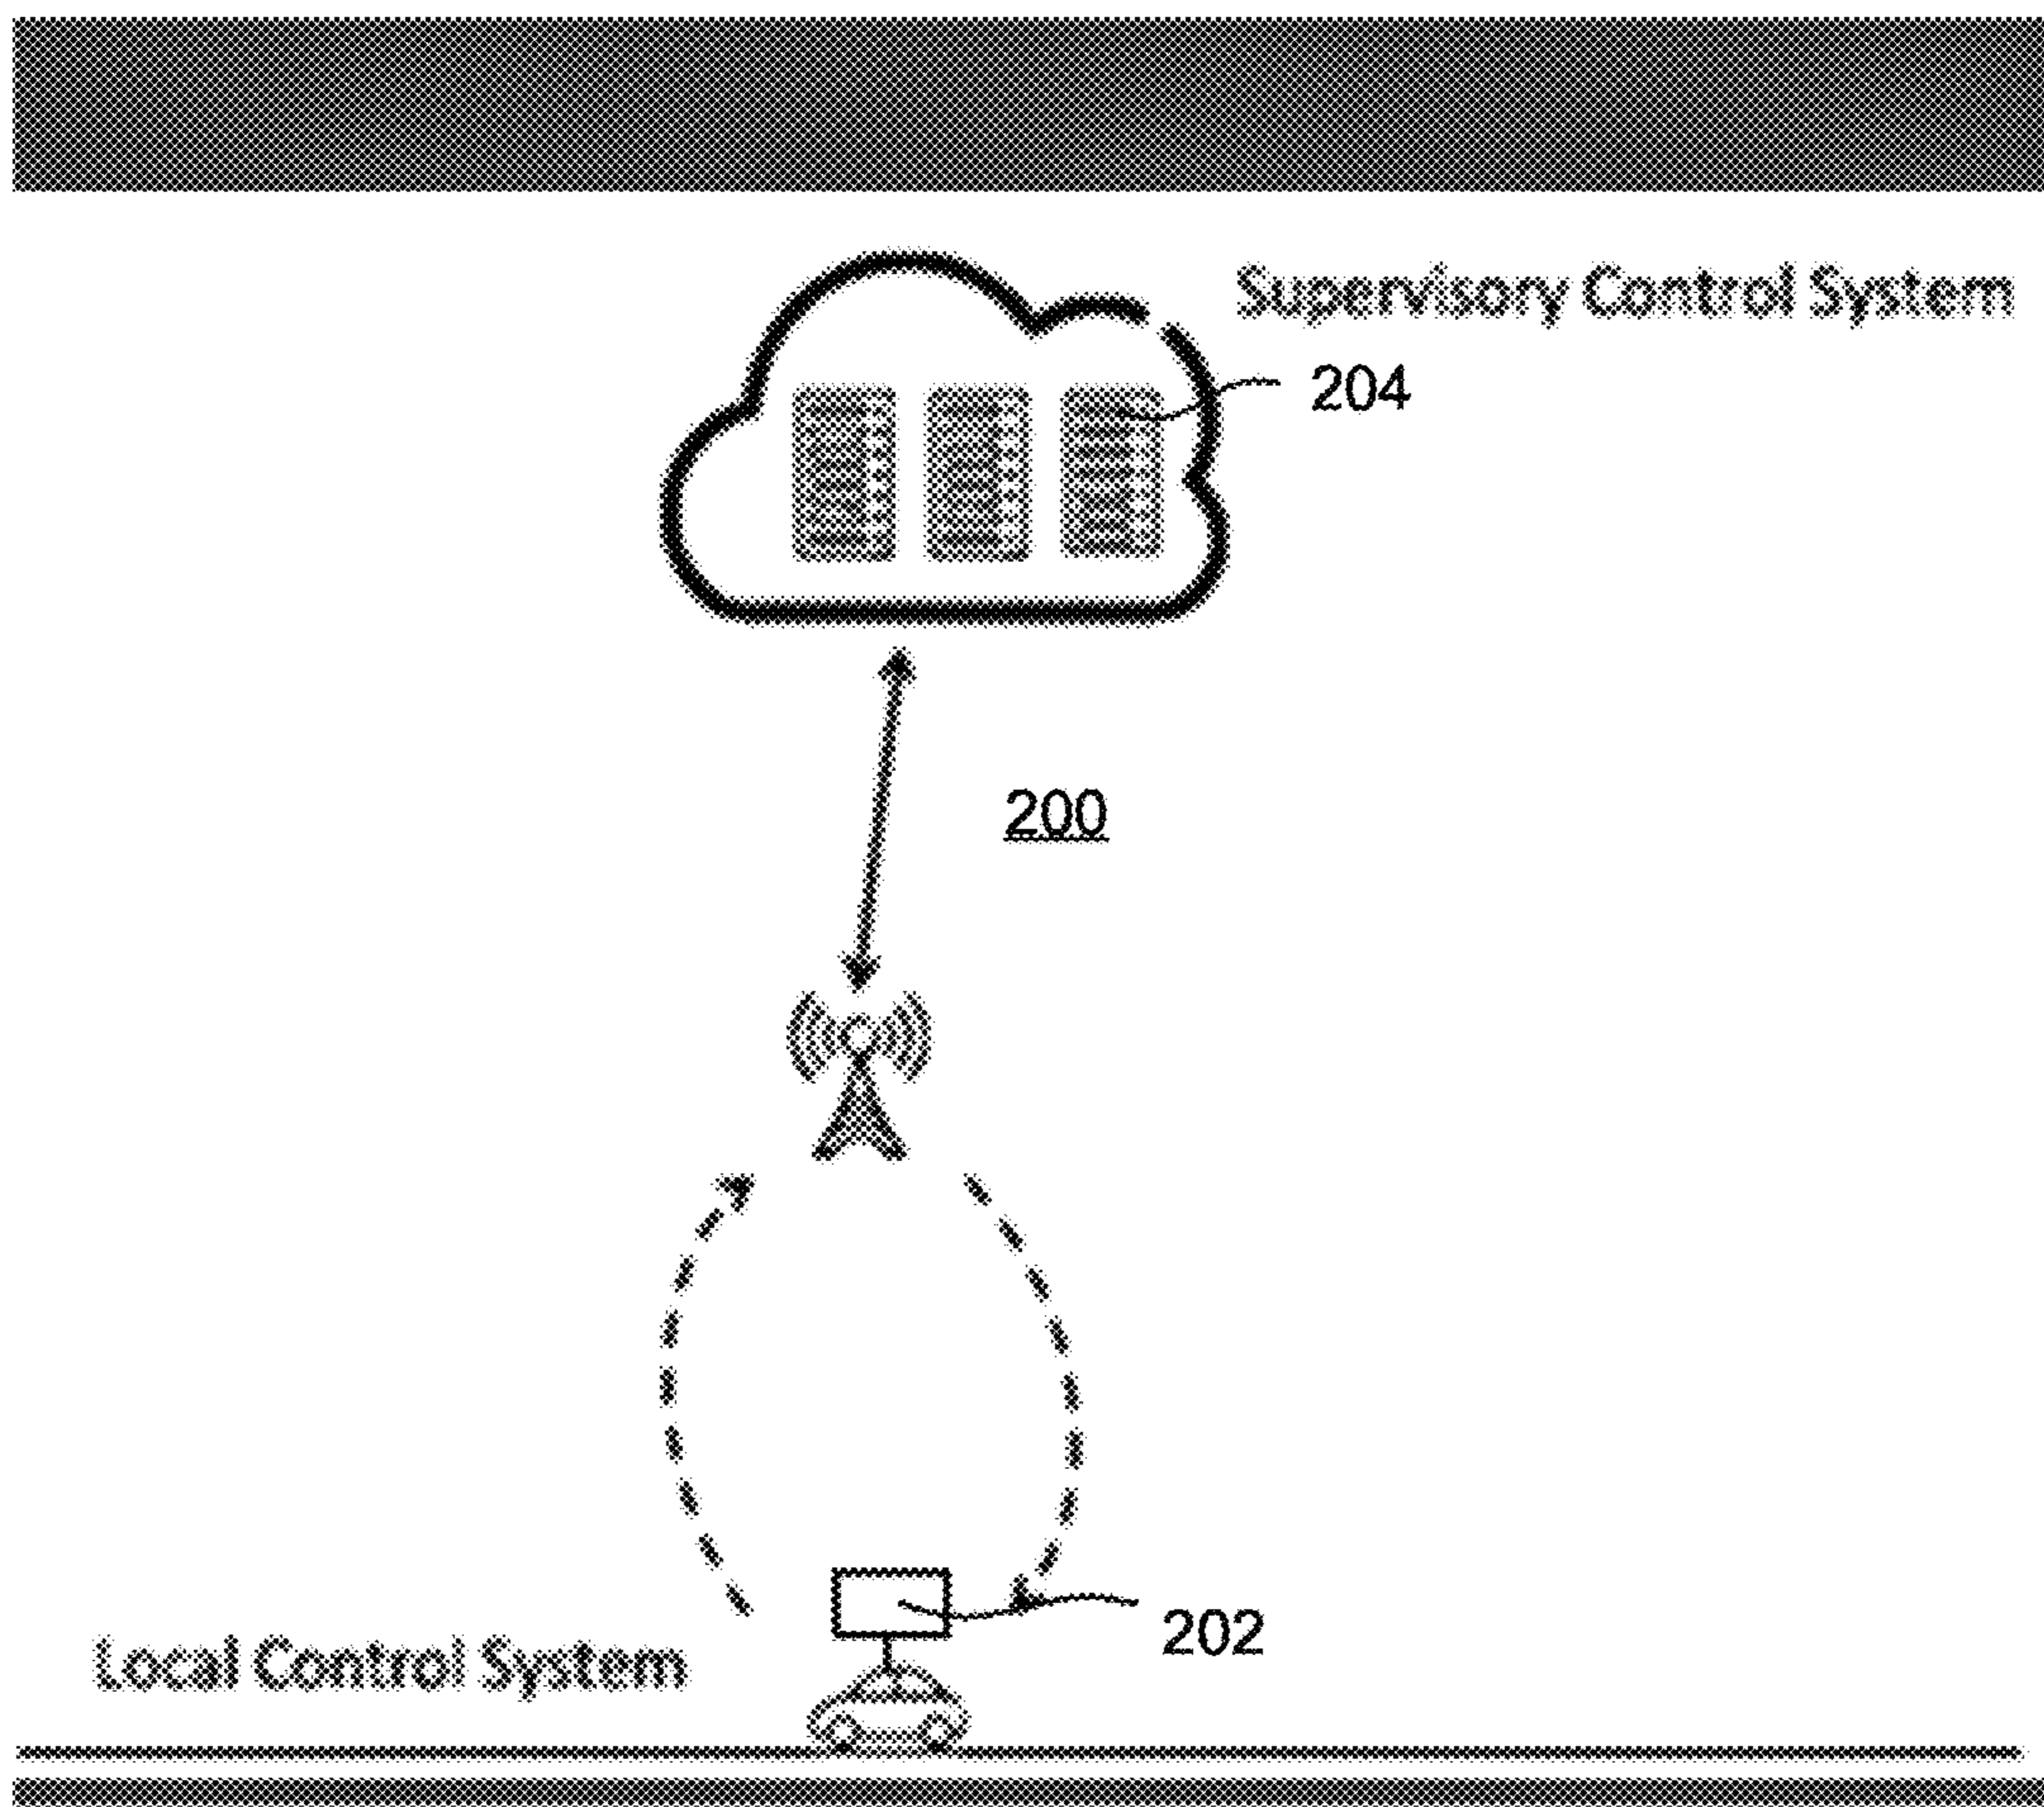 Supervisory Control System
204
200
202
Local Control System